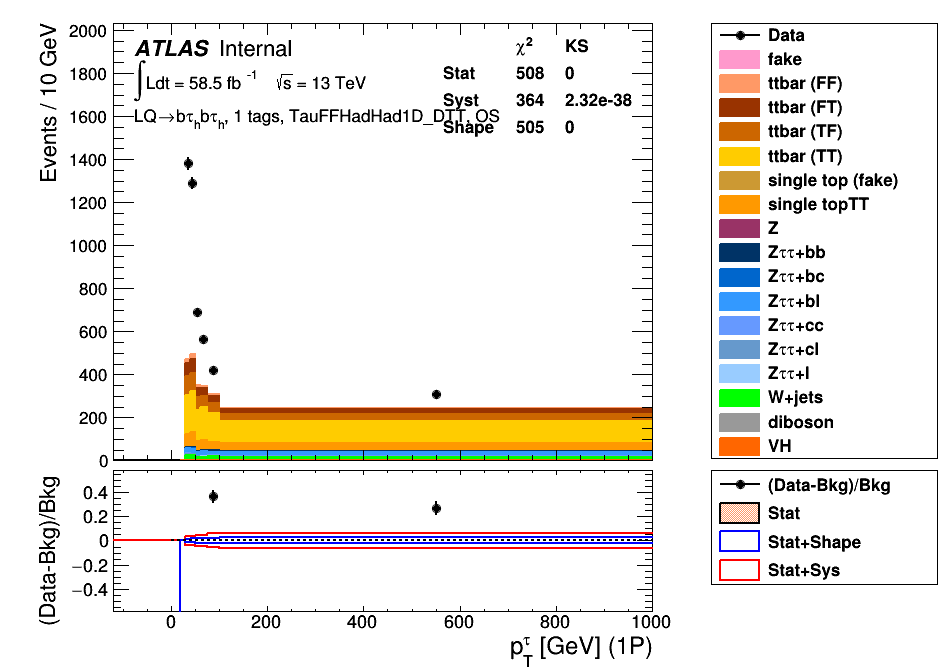 Events / 10 GeV
2000
1800
1600
1400
1200
1000
800
600
400
200
0
ATLAS Internal
∫Ldt = 58.5 fb⁻¹ √s = 13 TeV
LQ→bτₕbτₕ, 1 tags, TauFFHadHad1D_DTT, OS
χ² KS
Stat 508 0
Syst 364 2.32e-38
Shape 505 0
Data
fake
ttbar (FF)
ttbar (FT)
ttbar (TF)
ttbar (TT)
single top (fake)
single topTT
Z
Zττ+bb
Zττ+bc
Zττ+bl
Zττ+cc
Zττ+cl
Zττ+l
W+jets
diboson
VH
(Data-Bkg)/Bkg
0.4
0.2
0
−0.2
−0.4
0 200 400 600 800 1000
p_T^τ [GeV] (1P)
(Data-Bkg)/Bkg
Stat
Stat+Shape
Stat+Sys